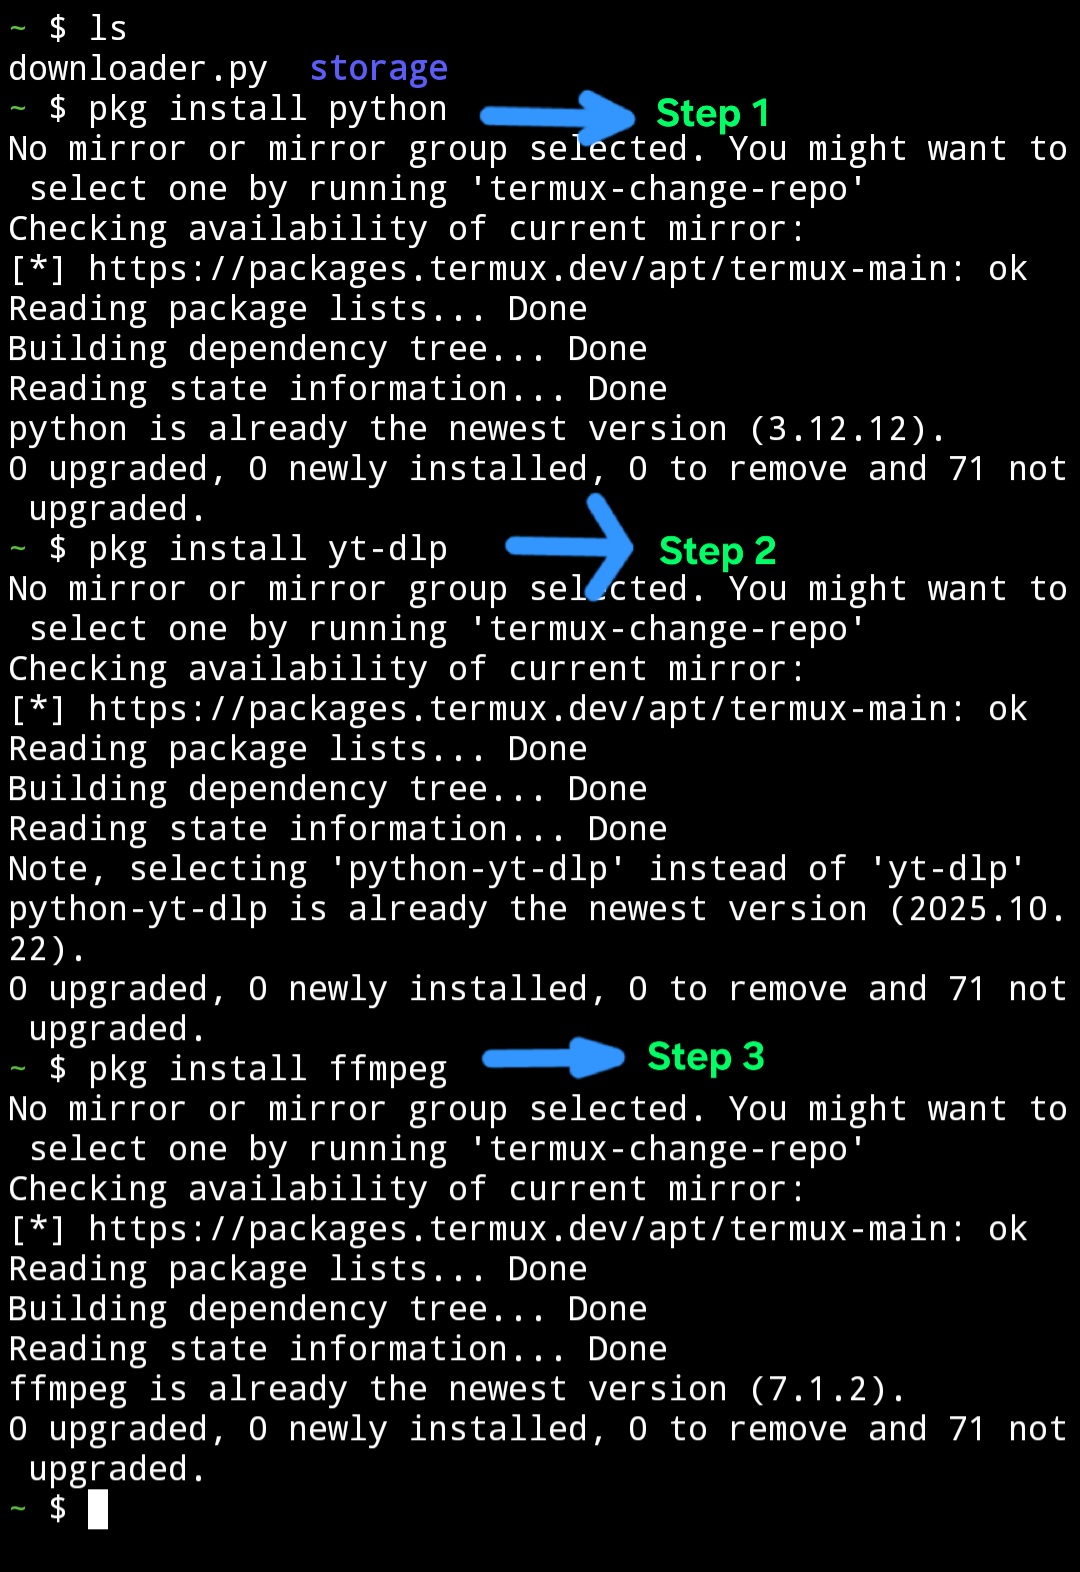 ~ $ ls
downloader.py  storage
~ $ pkg install python
Step 1
No mirror or mirror group selected. You might want to
 select one by running 'termux-change-repo'
Checking availability of current mirror:
[*] https://packages.termux.dev/apt/termux-main: ok
Reading package lists... Done
Building dependency tree... Done
Reading state information... Done
python is already the newest version (3.12.12).
0 upgraded, 0 newly installed, 0 to remove and 71 not
 upgraded.
~ $ pkg install yt-dlp
Step 2
No mirror or mirror group selected. You might want to
 select one by running 'termux-change-repo'
Checking availability of current mirror:
[*] https://packages.termux.dev/apt/termux-main: ok
Reading package lists... Done
Building dependency tree... Done
Reading state information... Done
Note, selecting 'python-yt-dlp' instead of 'yt-dlp'
python-yt-dlp is already the newest version (2025.10.
22).
0 upgraded, 0 newly installed, 0 to remove and 71 not
 upgraded.
~ $ pkg install ffmpeg
Step 3
No mirror or mirror group selected. You might want to
 select one by running 'termux-change-repo'
Checking availability of current mirror:
[*] https://packages.termux.dev/apt/termux-main: ok
Reading package lists... Done
Building dependency tree... Done
Reading state information... Done
ffmpeg is already the newest version (7.1.2).
0 upgraded, 0 newly installed, 0 to remove and 71 not
 upgraded.
~ $